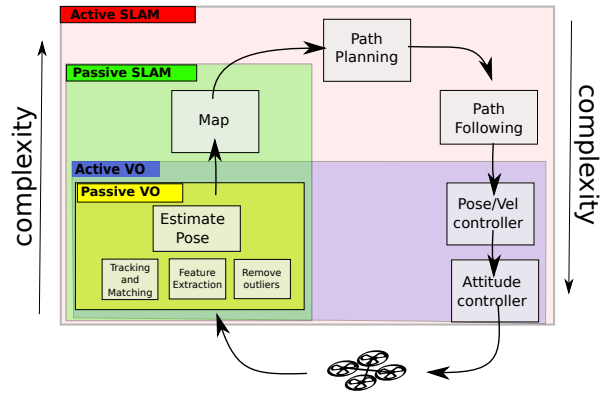 Active SLAM
Path
Planning
Passive SLAM
complexity
Map
Path
Following
complexity
Active VO
Passive VO
Estimate
Pose
Pose/Vel
controller
Tracking
and
Matching
Feature
Extraction
Remove
outliers
Attitude
controller